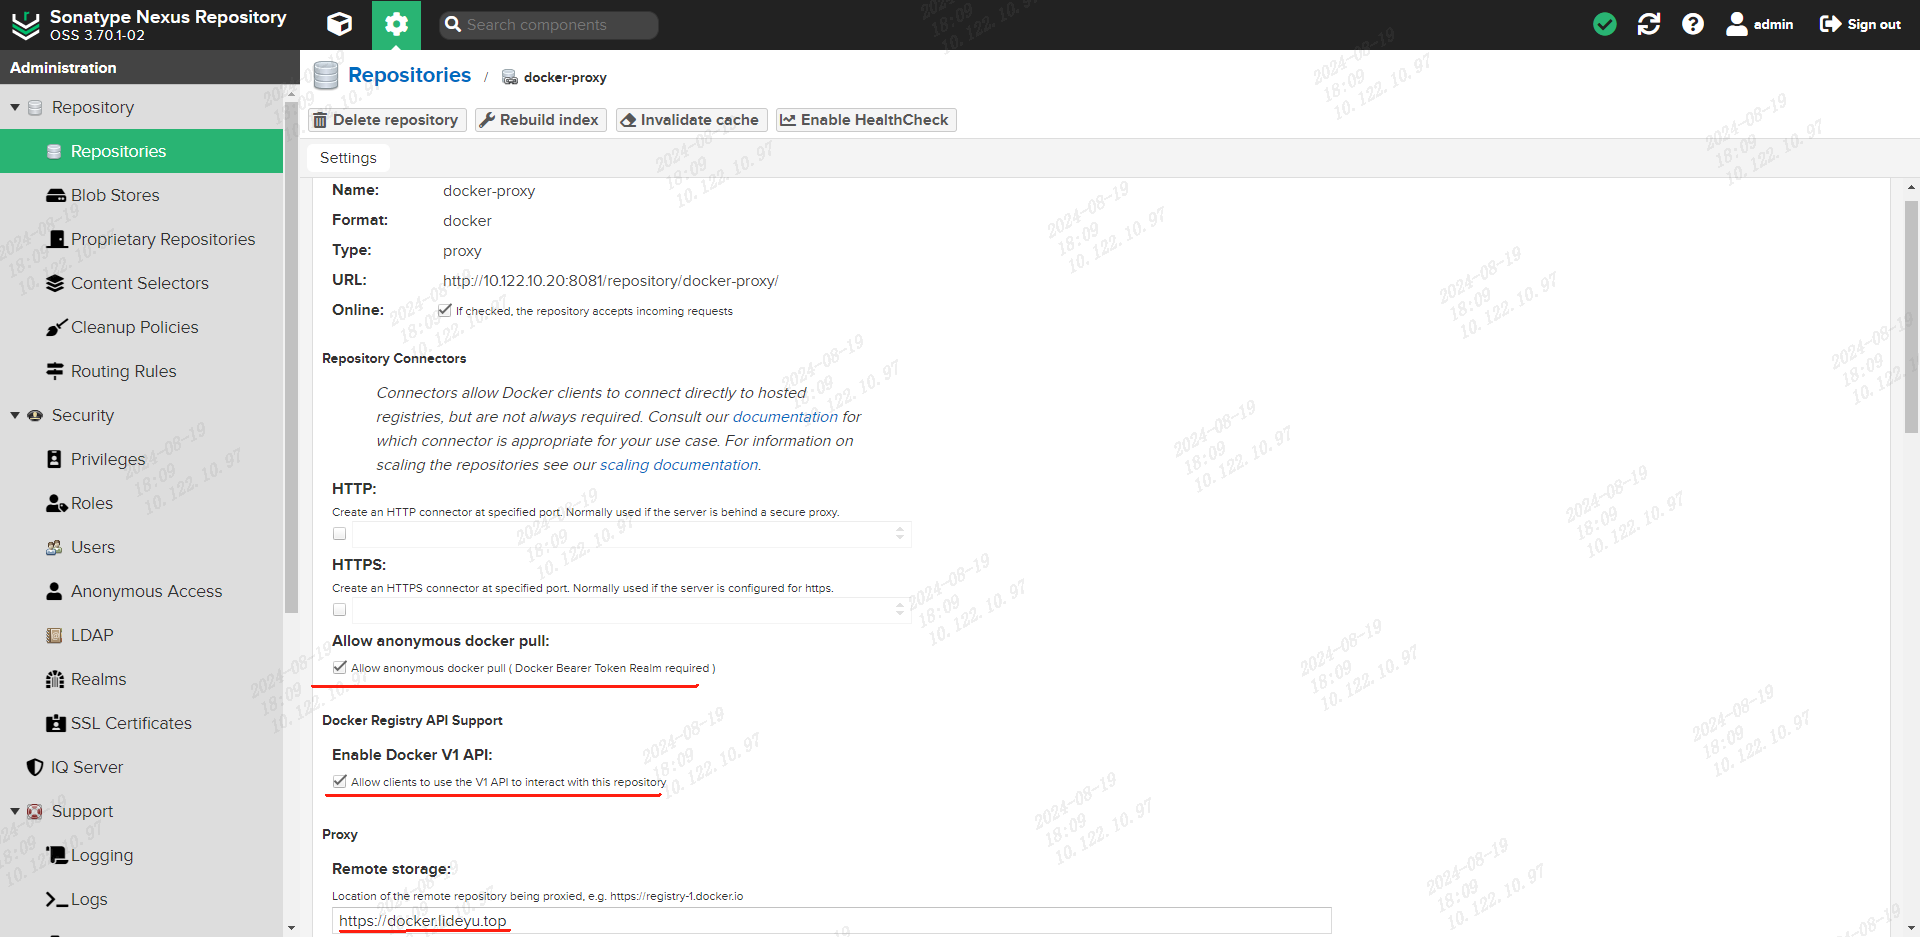 Sonatype Nexus Repository
OSS 3.70.1-02
Search components
admin
Sign out
Administration
Repository
Repositories
Blob Stores
Proprietary Repositories
Content Selectors
Cleanup Policies
Routing Rules
Security
Privileges
Roles
Users
Anonymous Access
LDAP
Realms
SSL Certificates
IQ Server
Support
Logging
Logs
Repositories / docker-proxy
Delete repository
Rebuild index
Invalidate cache
Enable HealthCheck
Settings
Name: docker-proxy
Format: docker
Type: proxy
URL: http://10.122.10.20:8081/repository/docker-proxy/
Online: If checked, the repository accepts incoming requests
Repository Connectors
Connectors allow Docker clients to connect directly to hosted
registries, but are not always required. Consult our documentation for
which connector is appropriate for your use case. For information on
scaling the repositories see our scaling documentation.
HTTP:
Create an HTTP connector at specified port. Normally used if the server is behind a secure proxy.
HTTPS:
Create an HTTPS connector at specified port. Normally used if the server is configured for https.
Allow anonymous docker pull:
Allow anonymous docker pull ( Docker Bearer Token Realm required )
Docker Registry API Support
Enable Docker V1 API:
Allow clients to use the V1 API to interact with this repository
Proxy
Remote storage:
Location of the remote repository being proxied, e.g. https://registry-1.docker.io
https://docker.lideyu.top
2024-08-19
18:09
10.122.10.97